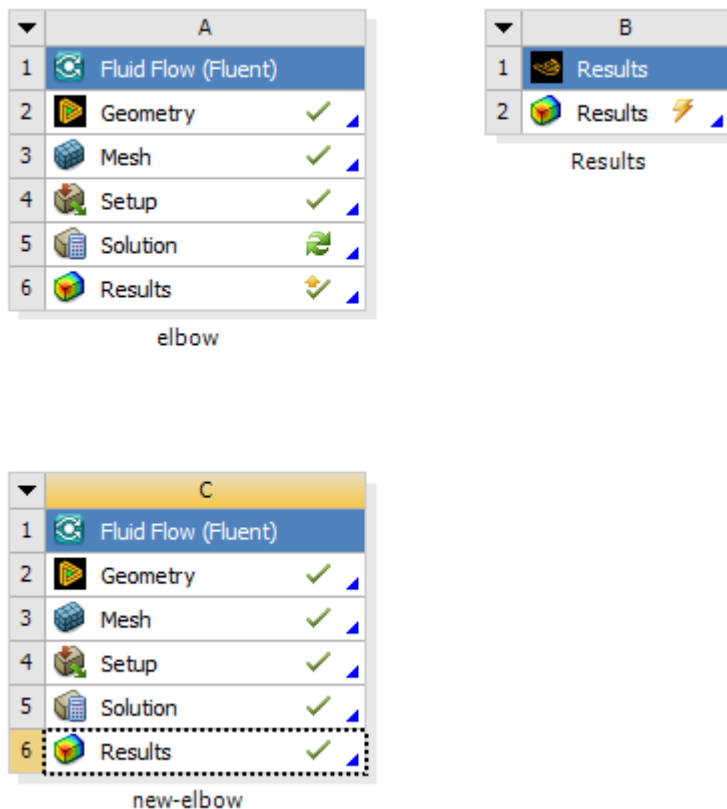 A
1 Fluid Flow (Fluent)
2 Geometry
3 Mesh
4 Setup
5 Solution
6 Results
elbow
B
1 Results
2 Results
Results
C
1 Fluid Flow (Fluent)
2 Geometry
3 Mesh
4 Setup
5 Solution
6 Results
new-elbow